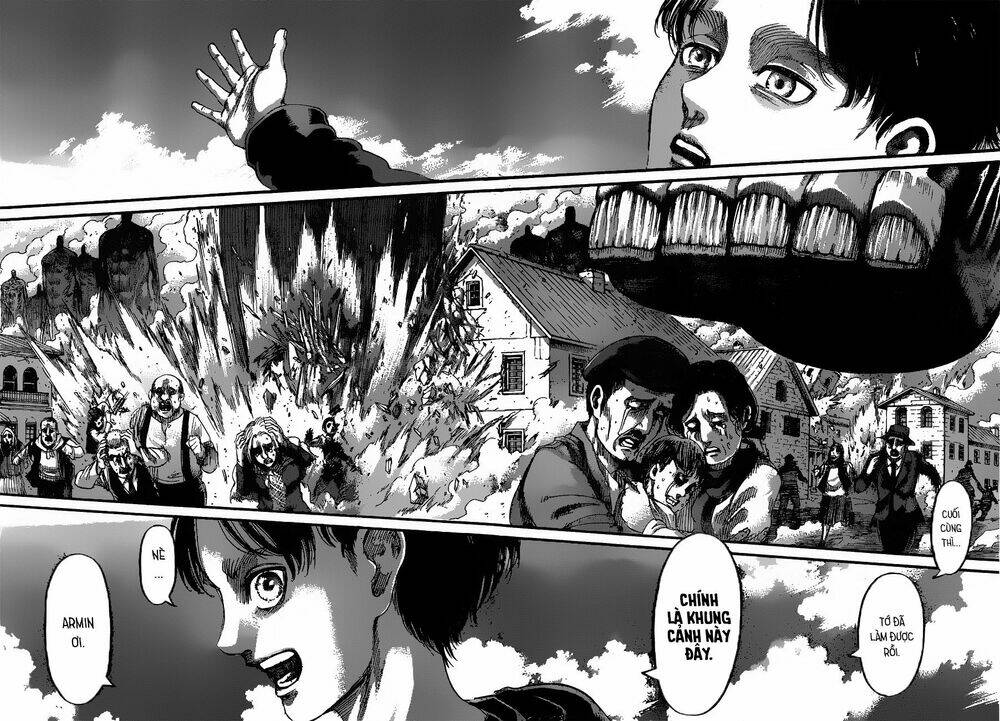 CUỐI
CÙNG
THÌ...
TỚ ĐÃ
LÀM ĐƯỢC
RỒI.
CHÍNH
LÀ KHUNG
CẢNH NÀY
ĐÂY.
NÈ
...
ARMIN
ƠI.